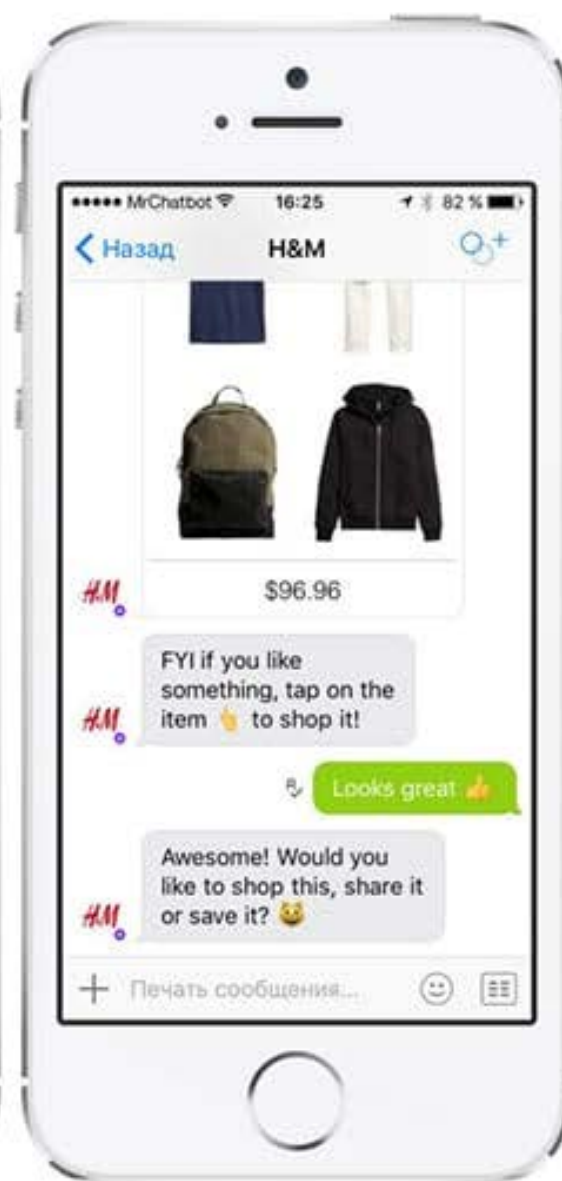 MrChatbot 16:25 82 %
Назад H&M
$96.96
H&M
FYI if you like
something, tap on the
item 👆 to shop it!
H&M
Looks great 👍
Awesome! Would you
like to shop this, share it
or save it? 😺
H&M
Печать сообщения...